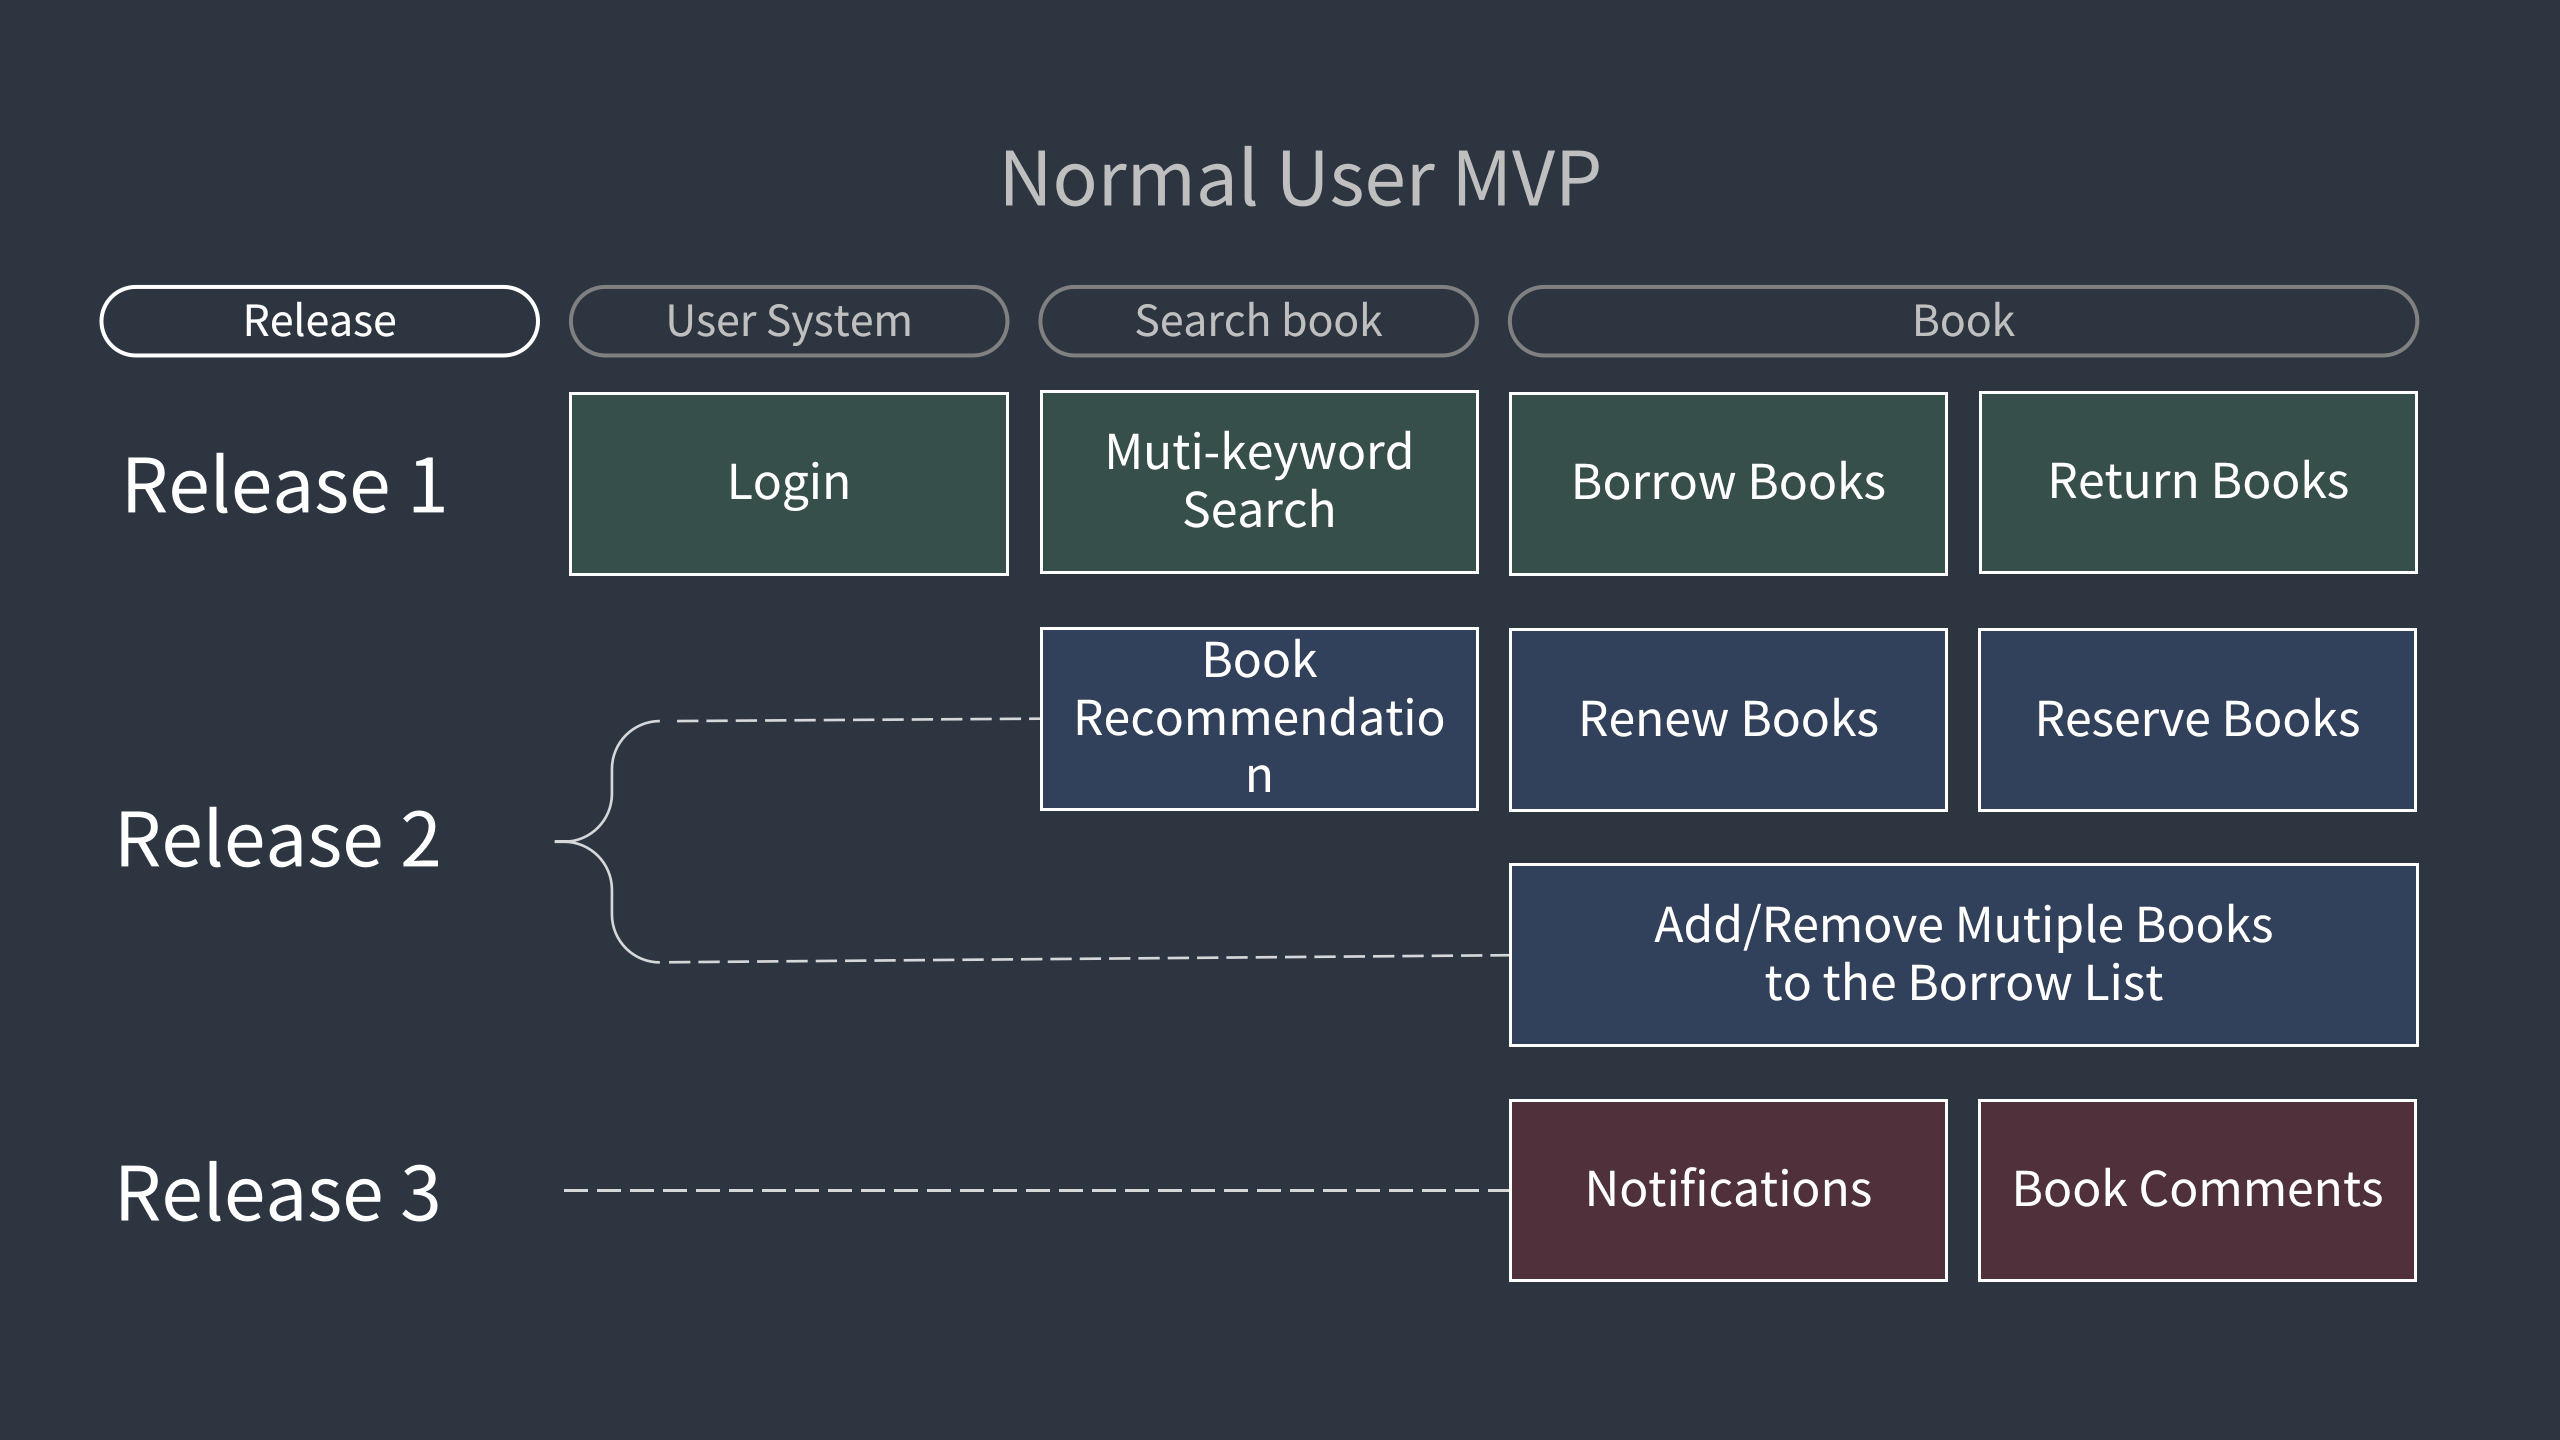 Normal User MVP
Release
User System
Search book
Book
Release 1
Login
Muti-keyword
Search
Borrow Books
Return Books
Release 2
Book
Recommendatio
n
Renew Books
Reserve Books
Add/Remove Mutiple Books
to the Borrow List
Release 3
Notifications
Book Comments